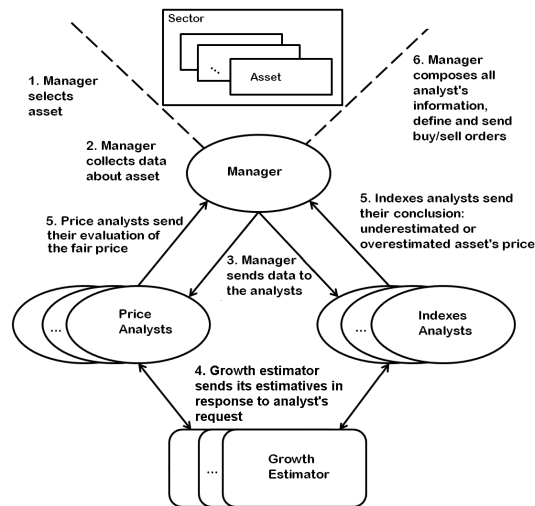 Sector
...
Asset
1. Manager
selects
asset
6. Manager
composes all
analyst's
information,
define and send
buy/sell orders
2. Manager
collects data
about asset
Manager
5. Price analysts send
their evaluation of
the fair price
5. Indexes analysts send
their conclusion:
underestimated or
overestimated asset's price
3. Manager
sends data to
the analysts
...
Price
Analysts
...
Indexes
Analysts
4. Growth estimator
sends its estimatives in
response to analyst's
request
...
Growth
Estimator